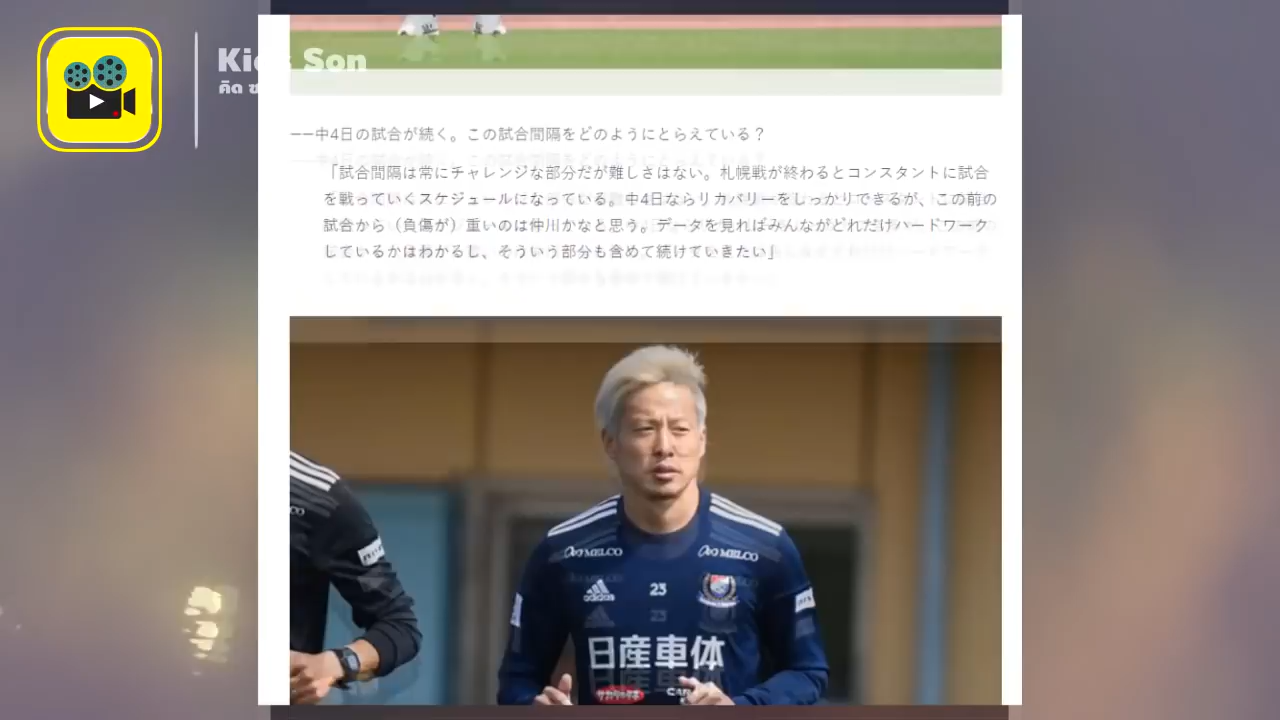 Kids Son
คิด ซ
——中4日の試合が続く。この試合間隔をどのようにとらえている？
「試合間隔は常にチャレンジな部分だが難しさはない。札幌戦が終わるとコンスタントに試合
を戦っていくスケジュールになっている。中4日ならリカバリーをしっかりできるが、この前の
試合から（負傷が）重いのは仲川かなと思う。データを見ればみんながどれだけハードワーク
しているかはわかるし、そういう部分も含めて続けていきたい」
MELCO MELCO
adidas 23
日産車体